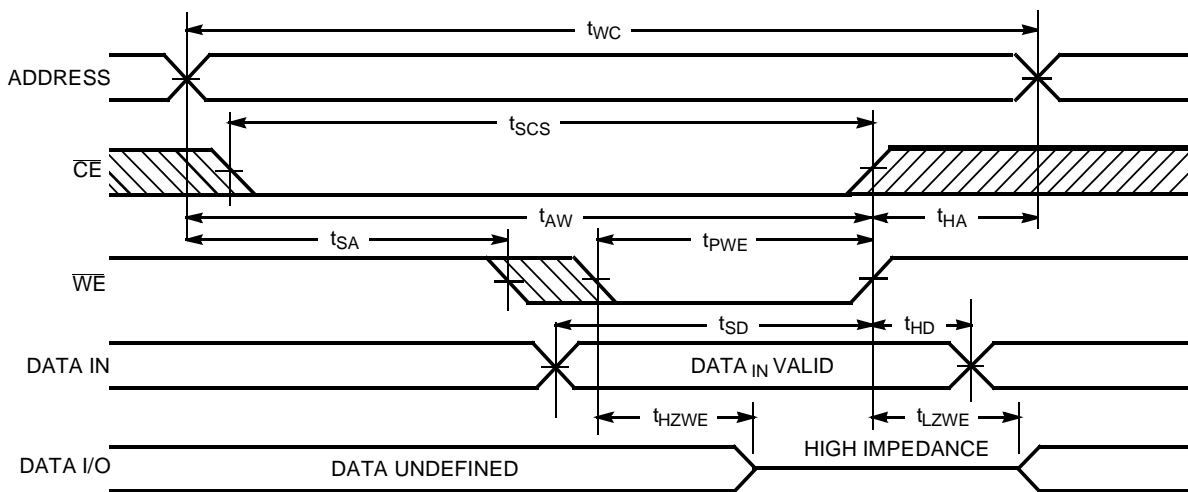 tWC
ADDRESS
tSCS
CE
tAW
tHA
tSA
tPWE
WE
tSD
tHD
DATA IN
DATA IN VALID
tHZWE
tLZWE
HIGH IMPEDANCE
DATA I/O
DATA UNDEFINED